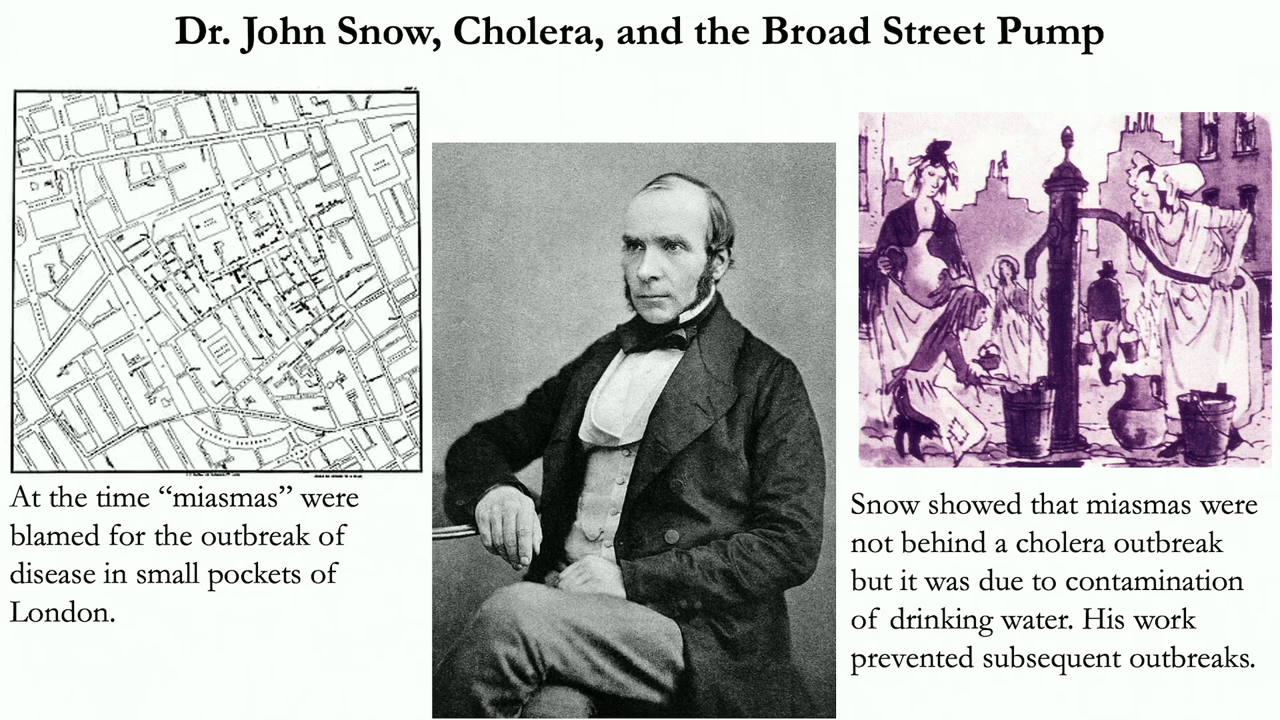 Dr. John Snow, Cholera, and the Broad Street Pump
At the time “miasmas” were
blamed for the outbreak of
disease in small pockets of
London.
Snow showed that miasmas were
not behind a cholera outbreak
but it was due to contamination
of drinking water. His work
prevented subsequent outbreaks.